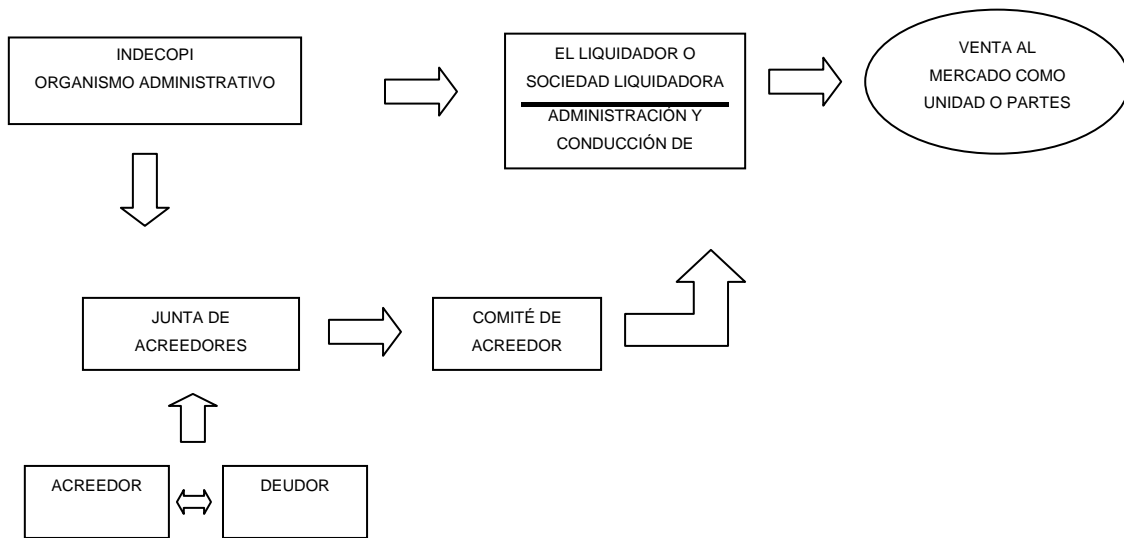 INDECOPI
ORGANISMO ADMINISTRATIVO
EL LIQUIDADOR O
SOCIEDAD LIQUIDADORA
ADMINISTRACIÓN Y
CONDUCCIÓN DE
VENTA AL
MERCADO COMO
UNIDAD O PARTES
JUNTA DE
ACREEDORES
COMITÉ DE
ACREEDOR
ACREEDOR
DEUDOR